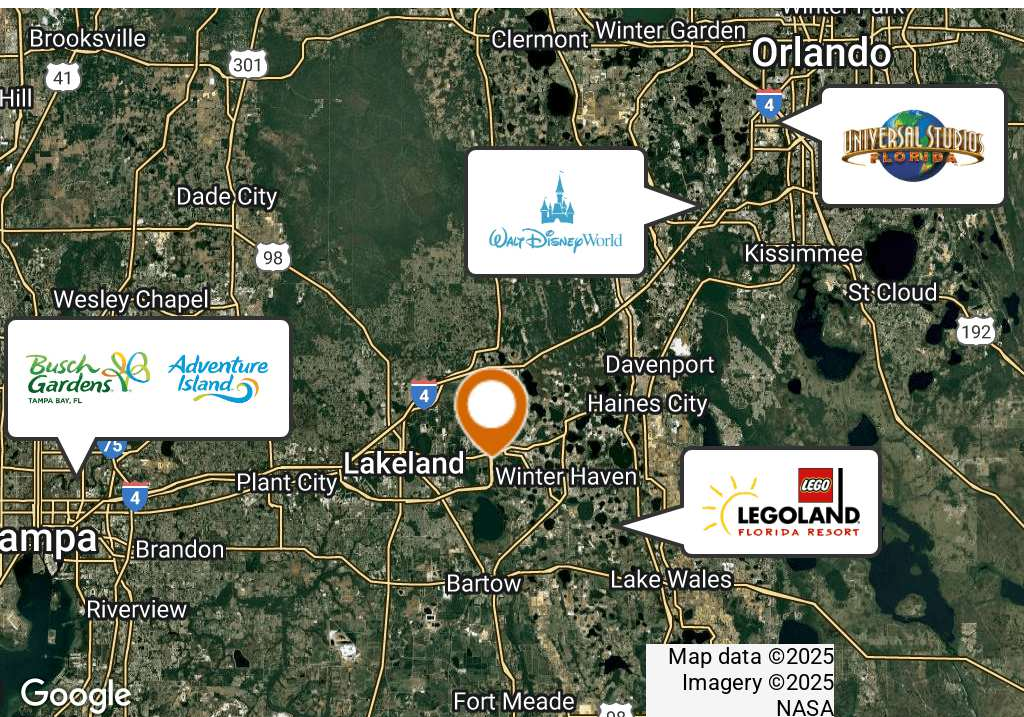 Winter Park
Brooksville
Clermont
Winter Garden
Orlando
301
41
Hill
4
UNIVERSAL STUDIOS
FLORIDA
Dade City
WALT DISNEY World
98
Kissimmee
Wesley Chapel
St Cloud
192
Busch
Gardens
TAMPA BAY, FL
Adventure
Island
Davenport
4
Haines City
75
Lakeland
Plant City
Winter Haven
4
LEGO
LEGOLAND
FLORIDA RESORT
ampa
Brandon
Bartow
Lake Wales
Riverview
Google
Fort Meade
98
Map data ©2025
Imagery ©2025
NASA